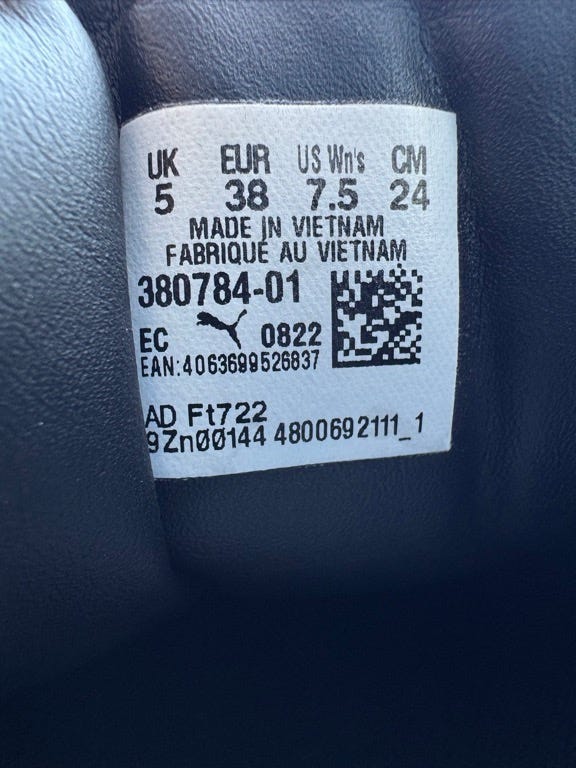 UK EUR US Wn's CM
5 38 7.5 24
MADE IN VIETNAM
FABRIQUÉ AU VIETNAM
380784-01
EC 0822
EAN:4063699526837
AD Ft722
9Zn00144 4800692111_1